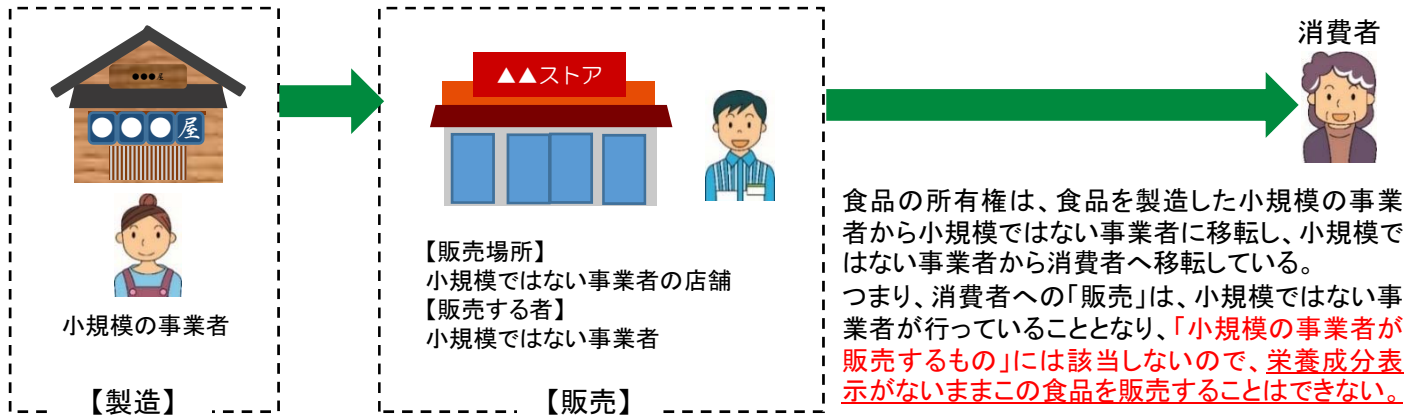 ●●●屋
●●●屋
小規模の事業者
【製造】
▲▲ストア
【販売場所】
小規模ではない事業者の店舗
【販売する者】
小規模ではない事業者
【販売】
消費者
食品の所有権は、食品を製造した小規模の事業
者から小規模ではない事業者に移転し、小規模で
はない事業者から消費者へ移転している。
つまり、消費者への「販売」は、小規模ではない事
業者が行っていることとなり、「小規模の事業者が
販売するもの」には該当しないので、栄養成分表
示がないままこの食品を販売することはできない。